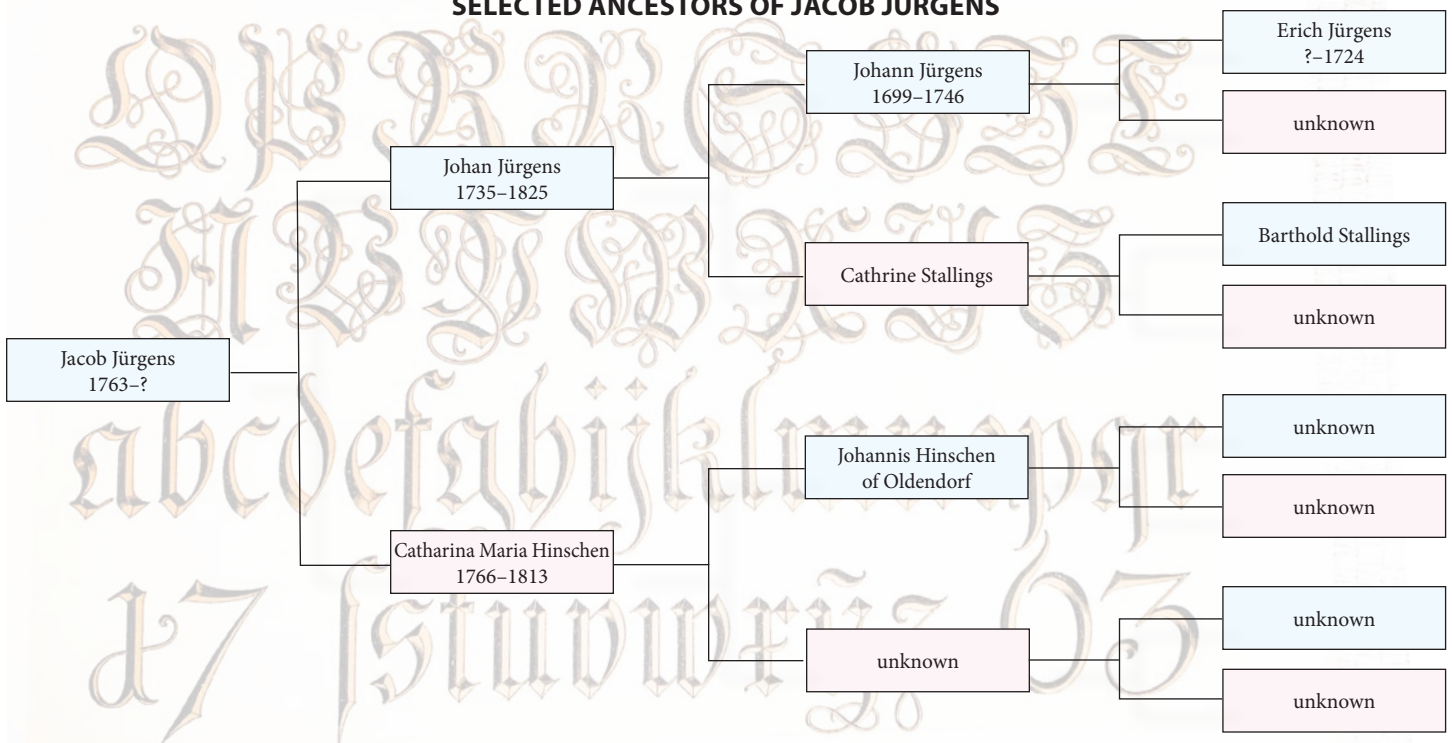 SELECTED ANCESTORS OF JACOB JÜRGENS
Jacob Jürgens
1763–?
Johan Jürgens
1735–1825
Catharina Maria Hinschen
1766–1813
Johann Jürgens
1699–1746
Cathrine Stallings
Johannis Hinschen
of Oldendorf
unknown
Erich Jürgens
?–1724
unknown
Barthold Stallings
unknown
unknown
unknown
unknown
unknown